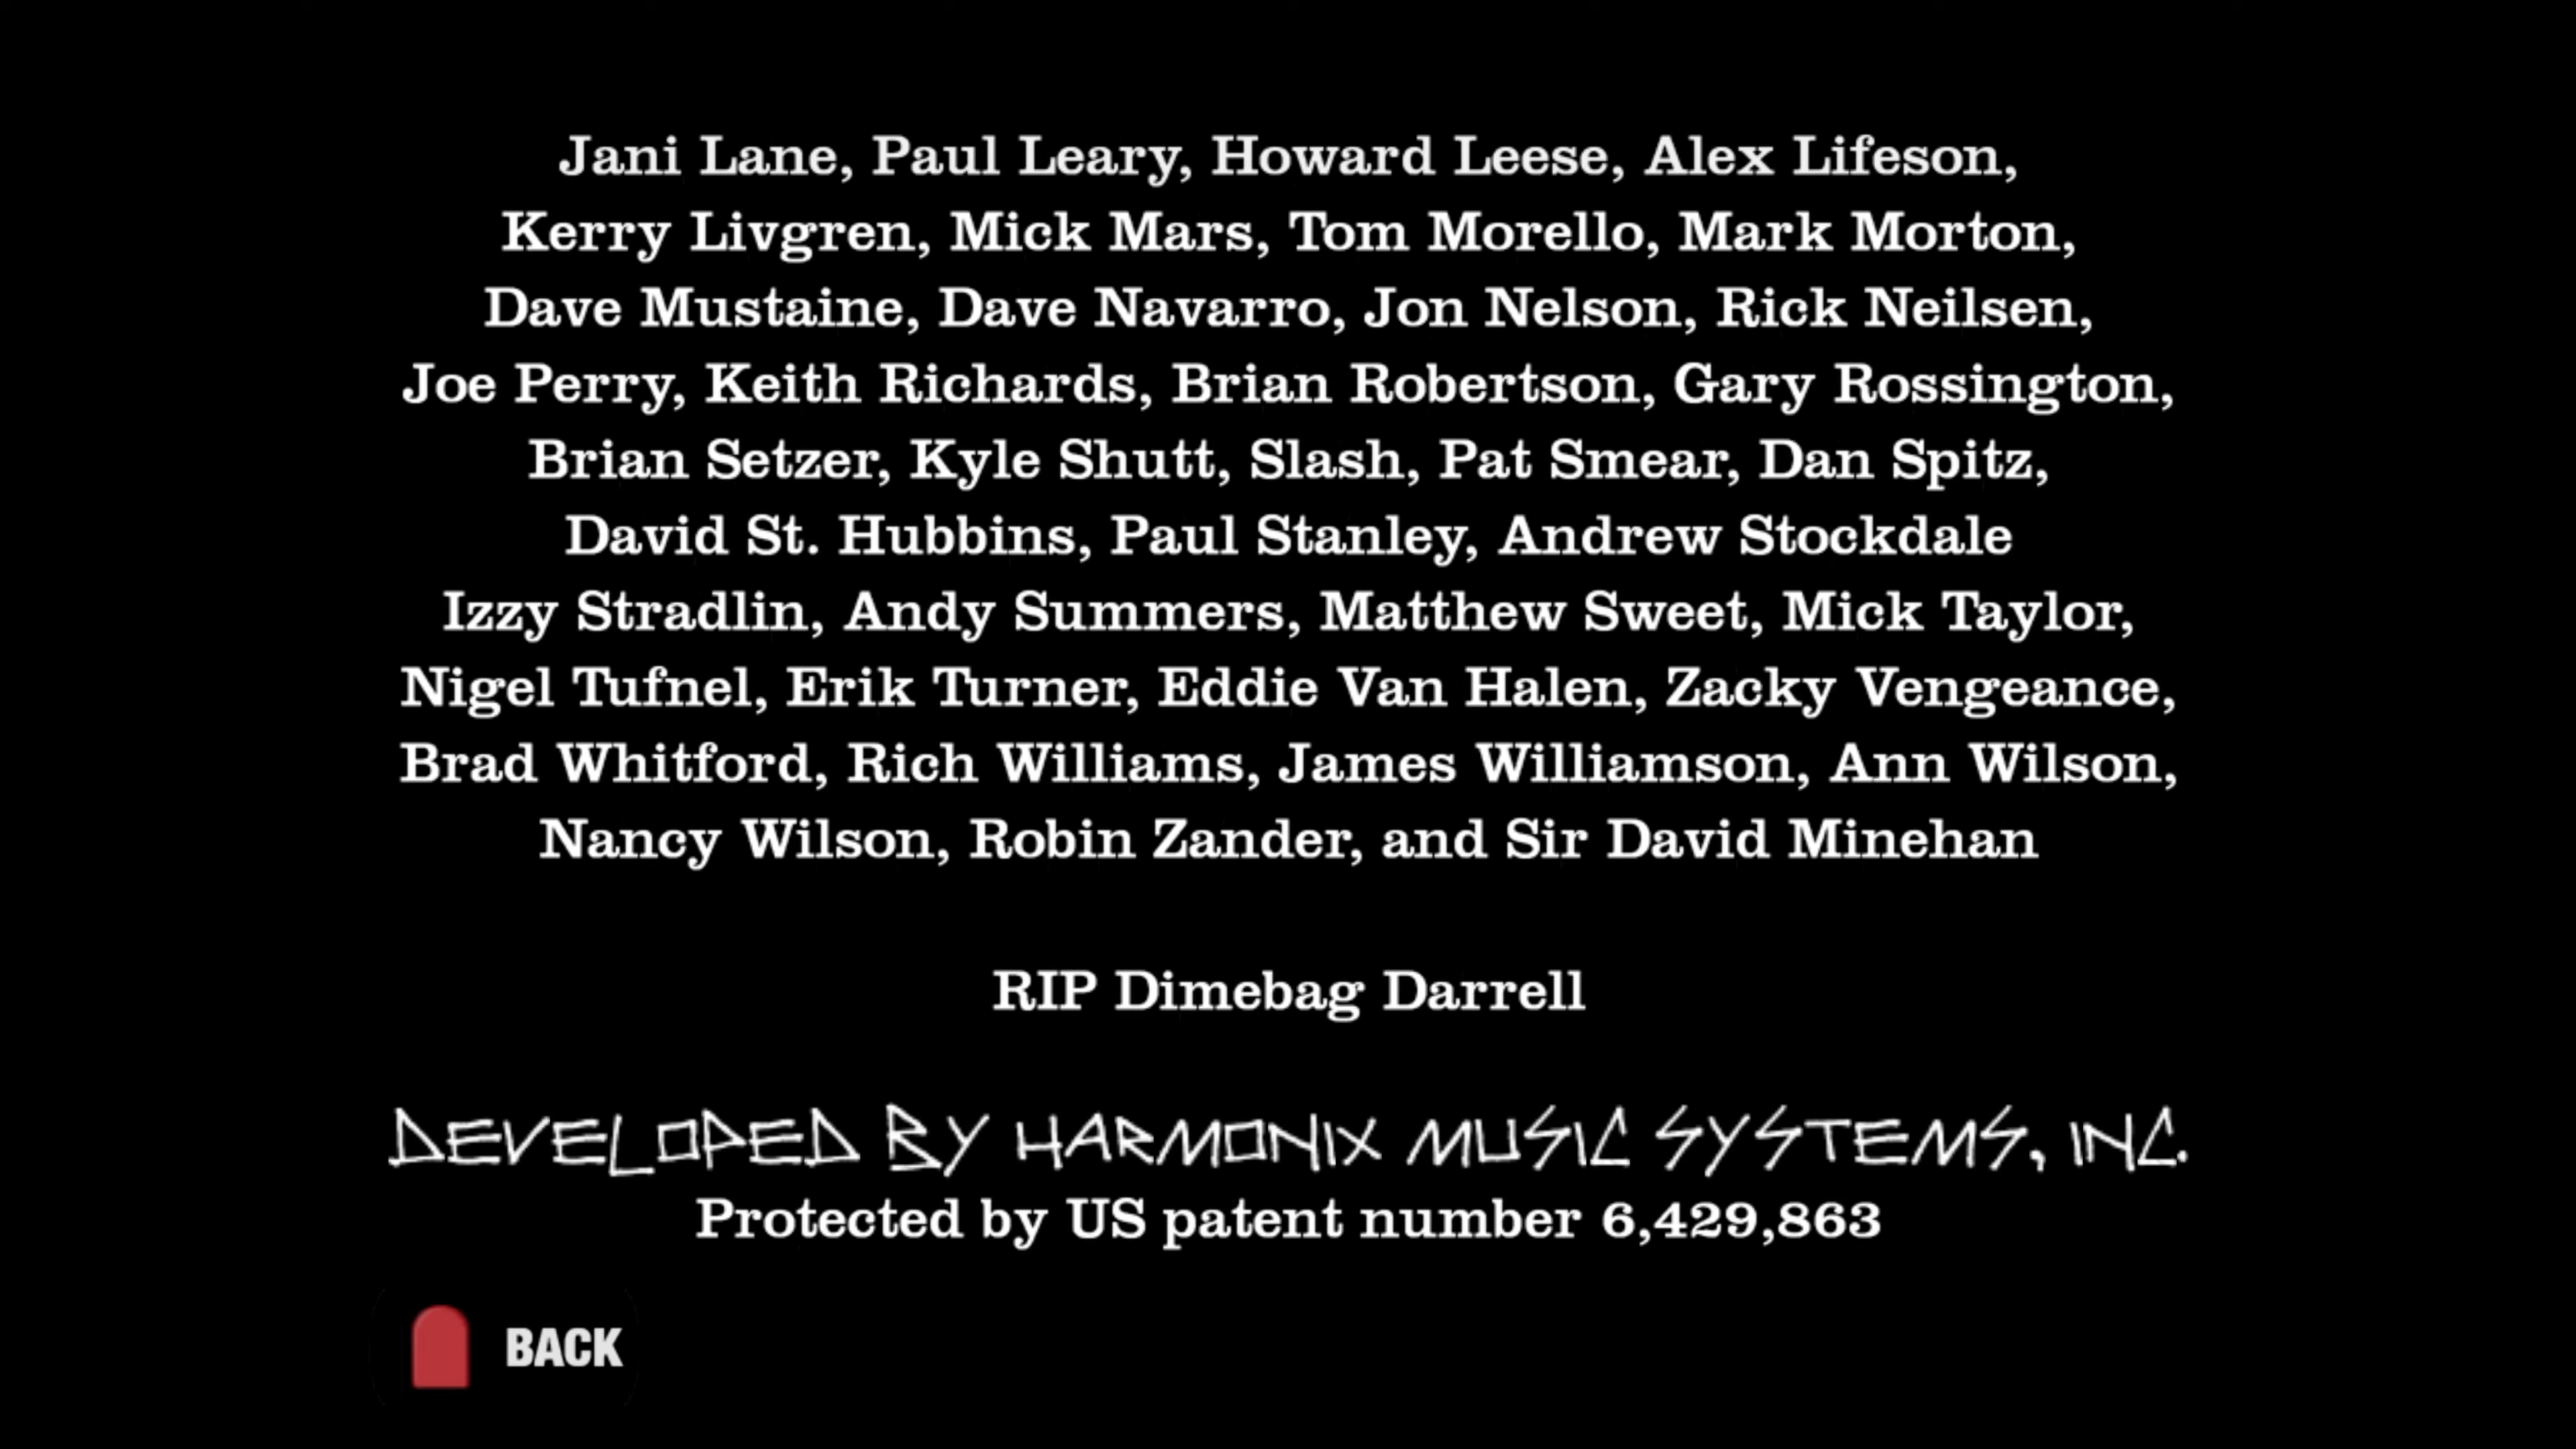 Jani Lane, Paul Leary, Howard Leese, Alex Lifeson,
Kerry Livgren, Mick Mars, Tom Morello, Mark Morton,
Dave Mustaine, Dave Navarro, Jon Nelson, Rick Neilsen,
Joe Perry, Keith Richards, Brian Robertson, Gary Rossington,
Brian Setzer, Kyle Shutt, Slash, Pat Smear, Dan Spitz,
David St. Hubbins, Paul Stanley, Andrew Stockdale
Izzy Stradlin, Andy Summers, Matthew Sweet, Mick Taylor,
Nigel Tufnel, Erik Turner, Eddie Van Halen, Zacky Vengeance,
Brad Whitford, Rich Williams, James Williamson, Ann Wilson,
Nancy Wilson, Robin Zander, and Sir David Minehan
RIP Dimebag Darrell
DEVELOPED BY HARMONIX MUSIC SYSTEMS, INC.
Protected by US patent number 6,429,863
BACK